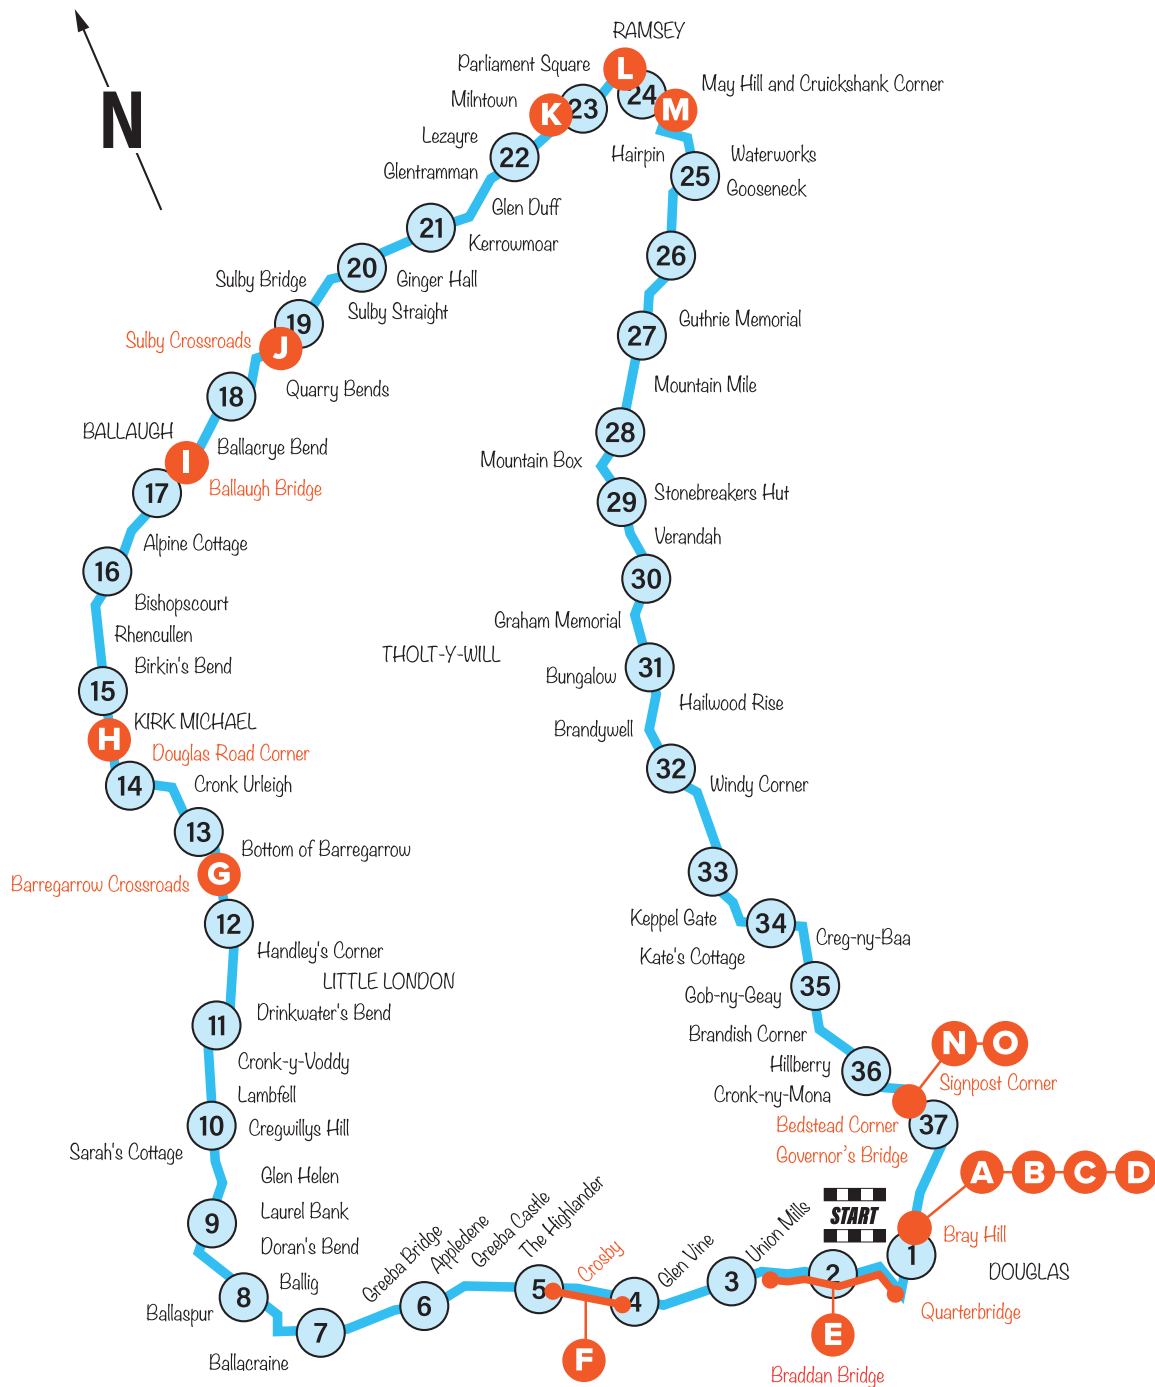 RAMSEY
Parliament Square
L
May Hill and Cruickshank Corner
N
Milntown
K
23
24
M
Lezayre
22
Hairpin
Waterworks
Glentramman
25
Gooseneck
Glen Duff
21
Kerrowmoar
26
20
Ginger Hall
Sulby Bridge
Sulby Straight
19
Guthrie Memorial
Sulby Crossroads
J
27
Quarry Bends
Mountain Mile
18
BALLAUGH
28
Ballacrye Bend
Mountain Box
I
Ballaugh Bridge
17
29
Stonebreakers Hut
Alpine Cottage
Verandah
16
30
Bishopscourt
Graham Memorial
Rhencullen
THOLT-Y-WILL
Birkin's Bend
31
Bungalow
15
Hailwood Rise
KIRK MICHAEL
Brandywell
H
Douglas Road Corner
32
14
Cronk Urleigh
Windy Corner
13
Bottom of Barregarrow
33
G
Barregarrow Crossroads
12
Keppel Gate
34
Creg-ny-Baa
Handley's Corner
Kate's Cottage
LITTLE LONDON
35
Gob-ny-Geay
Drinkwater's Bend
11
Brandish Corner
N
O
Cronk-y-Voddy
Hillberry
36
Signpost Corner
Lambfell
Cronk-ny-Mona
10
Cregwillys Hill
Bedstead Corner
37
Sarah's Cottage
Governor's Bridge
Glen Helen
A
B
C
D
Laurel Bank
9
START
Bray Hill
Doran's Bend
1
Greeba Bridge
Appledene
Greeba Castle
The Highlander
Crosby
Glen Vine
Union Mills
DOUGLAS
Ballig
8
5
4
3
2
Ballaspur
6
Quarterbridge
7
E
Ballacraine
F
Braddan Bridge